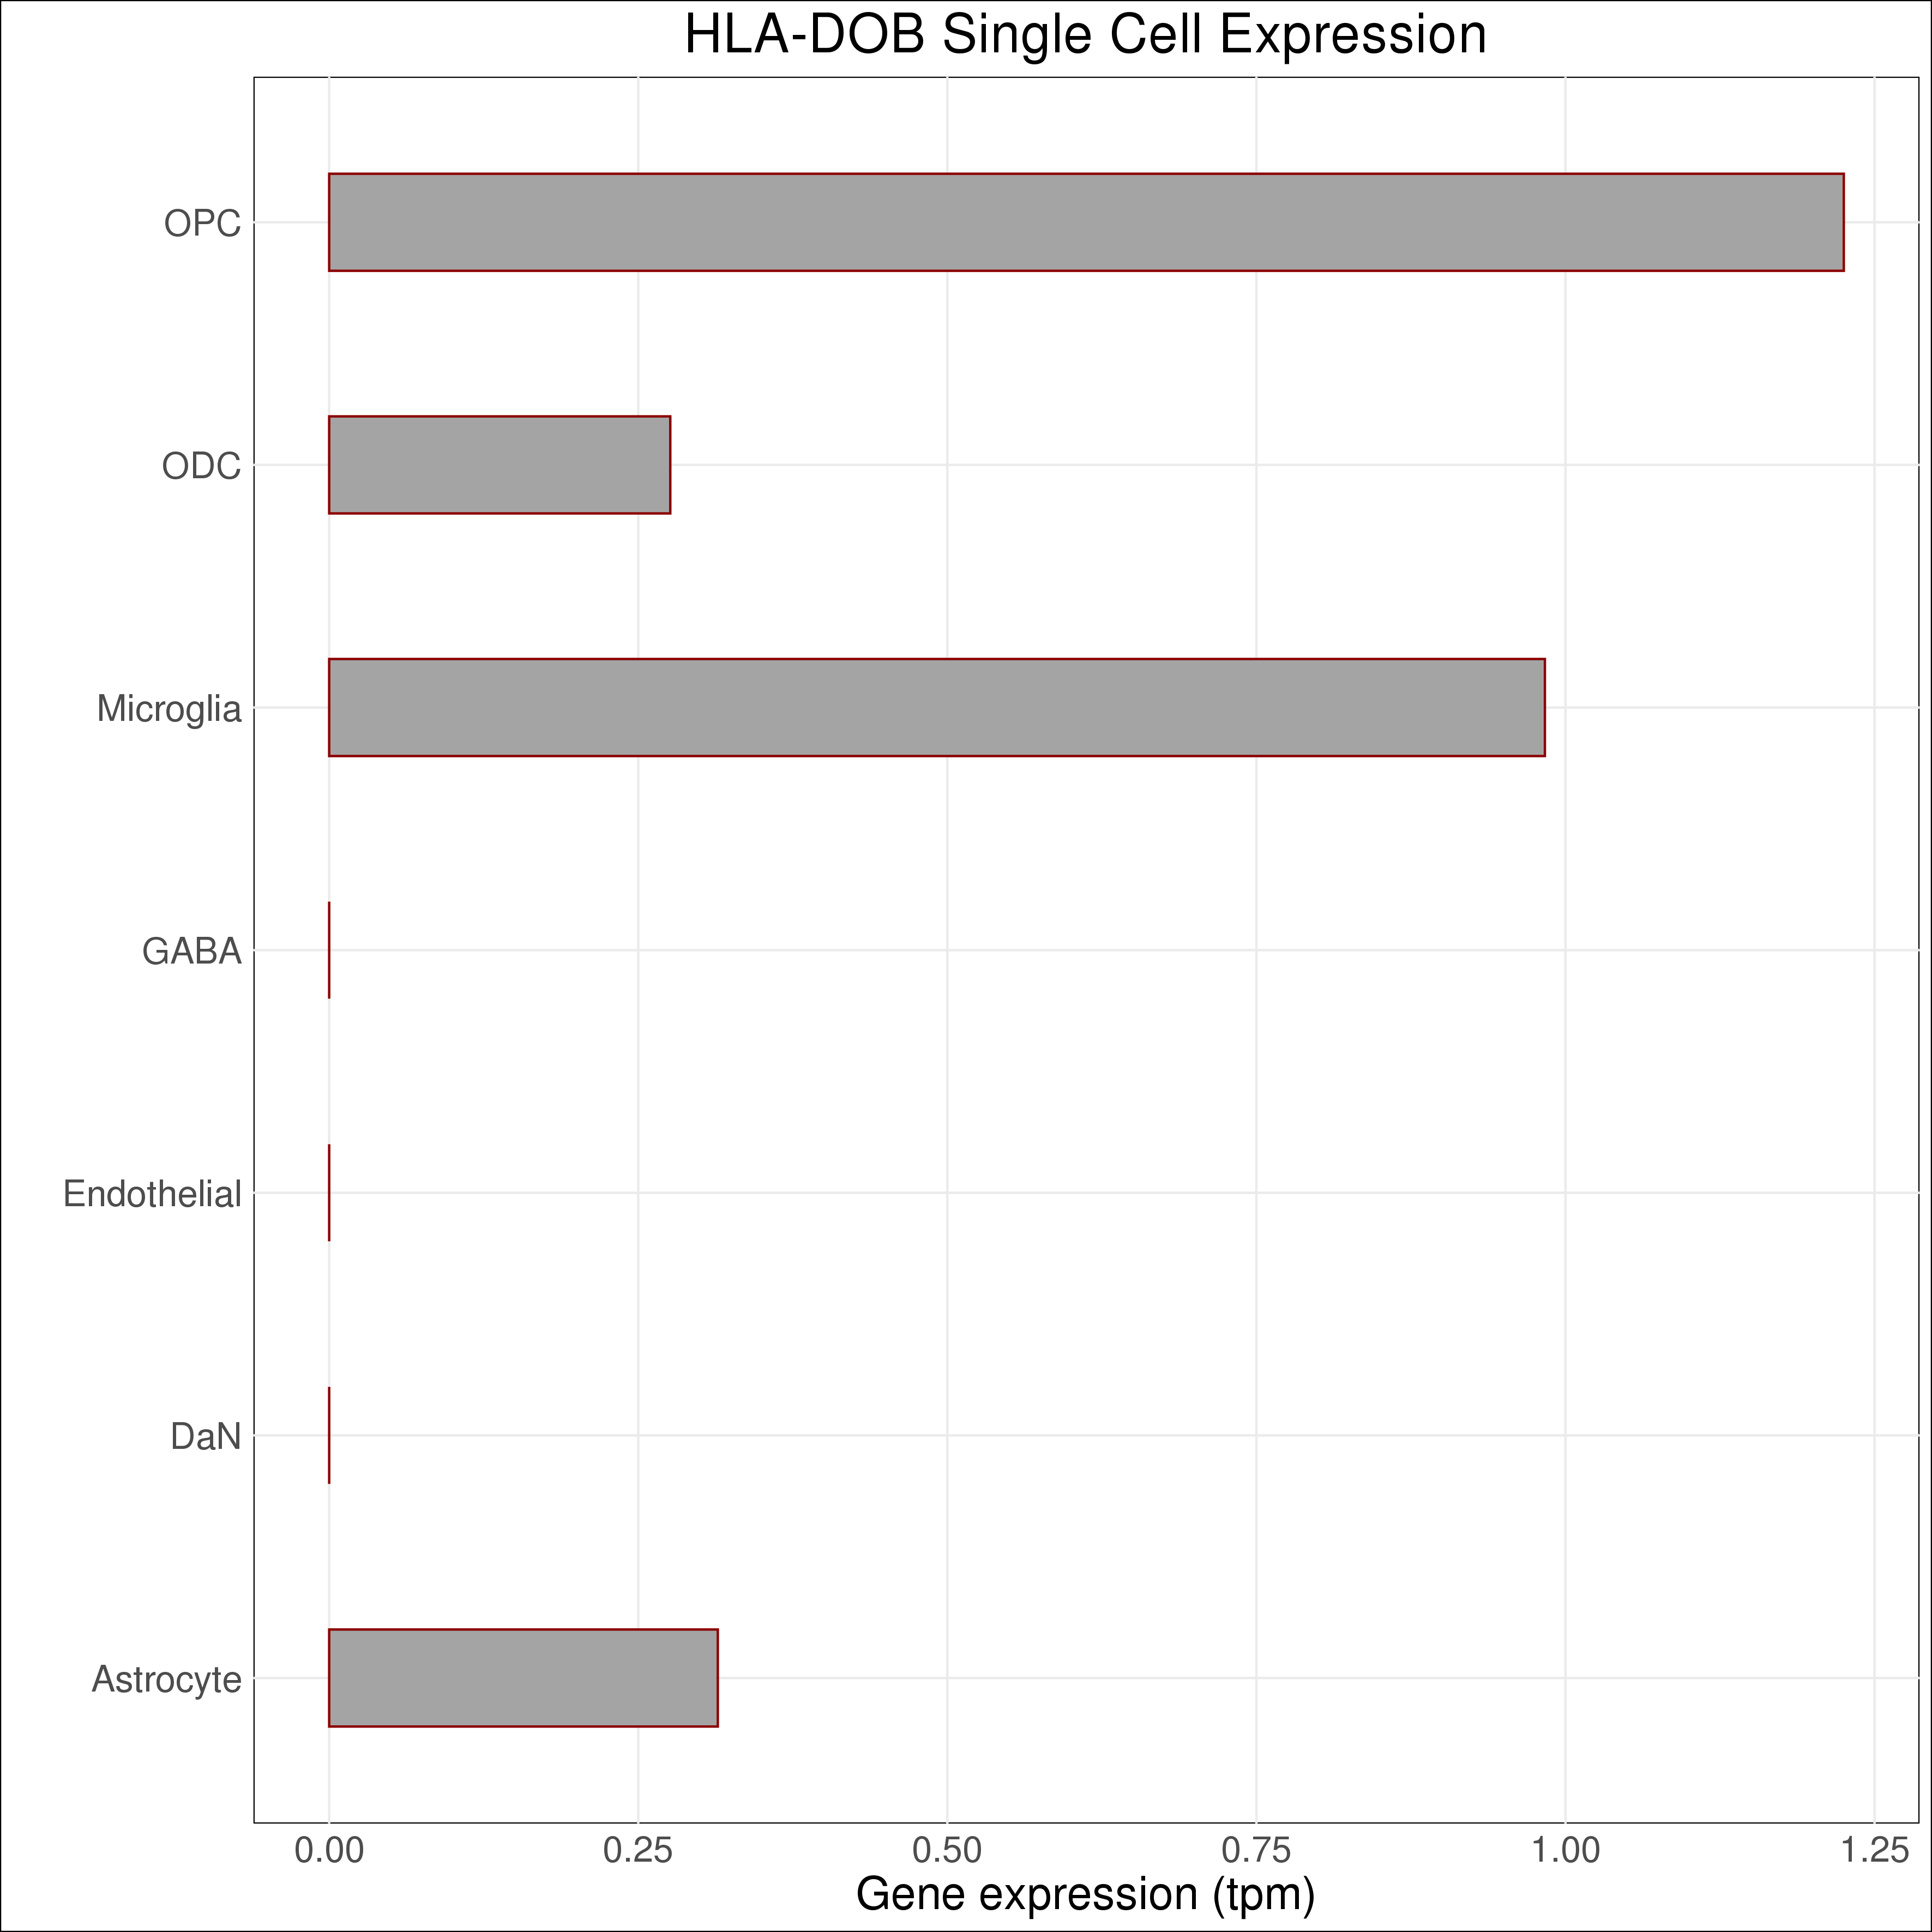 HLA-DOB Single Cell Expression
OPC
ODC
Microglia
GABA
Endothelial
DaN
Astrocyte
0.00 0.25 0.50 0.75 1.00 1.25
Gene expression (tpm)